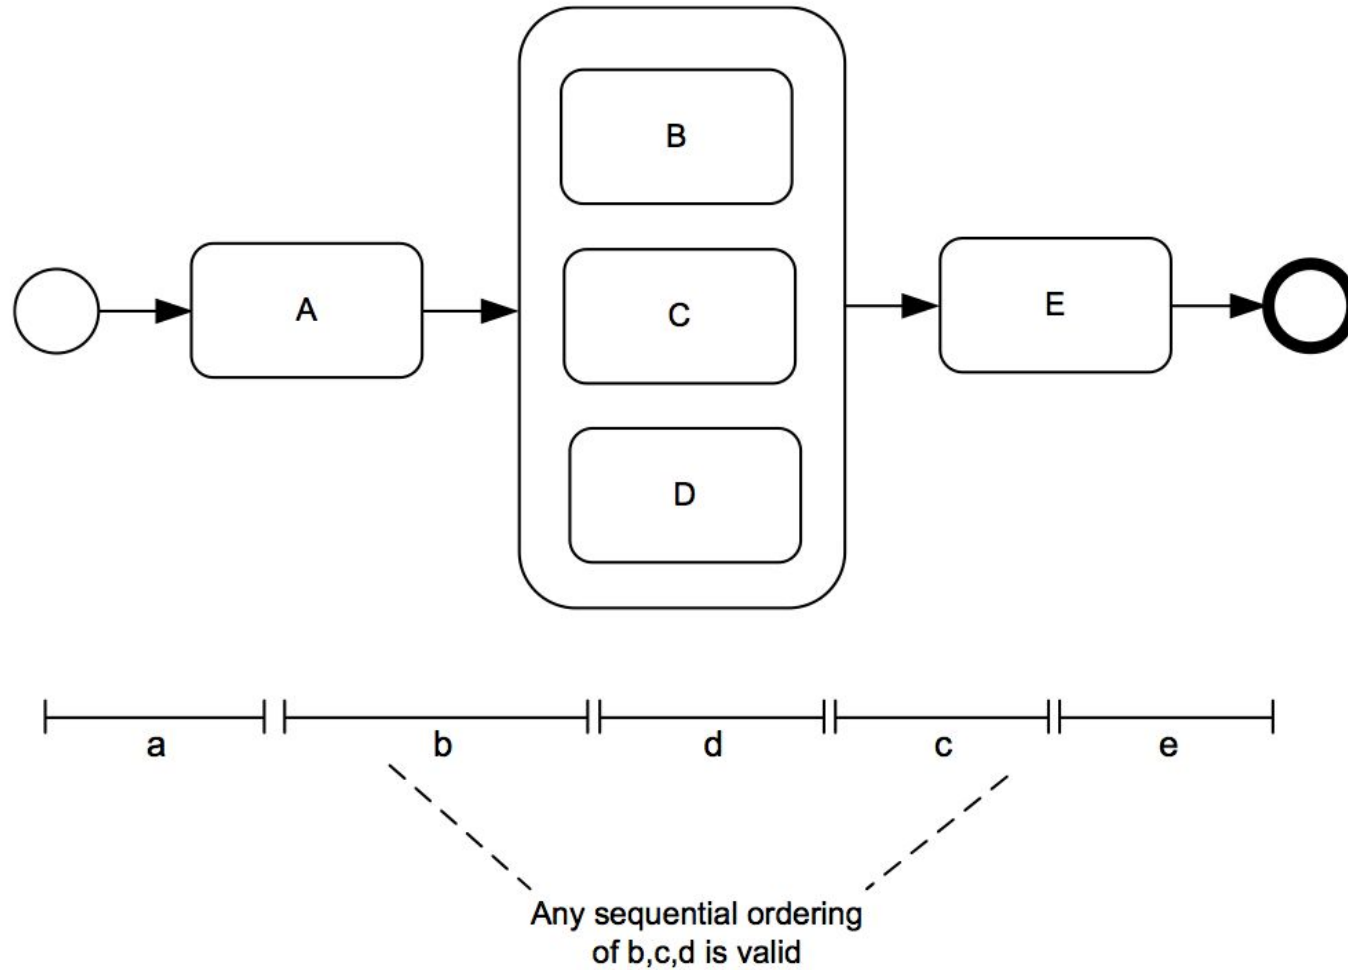 B
A
C
E
D
a
b
d
c
e
Any sequential ordering
of b,c,d is valid